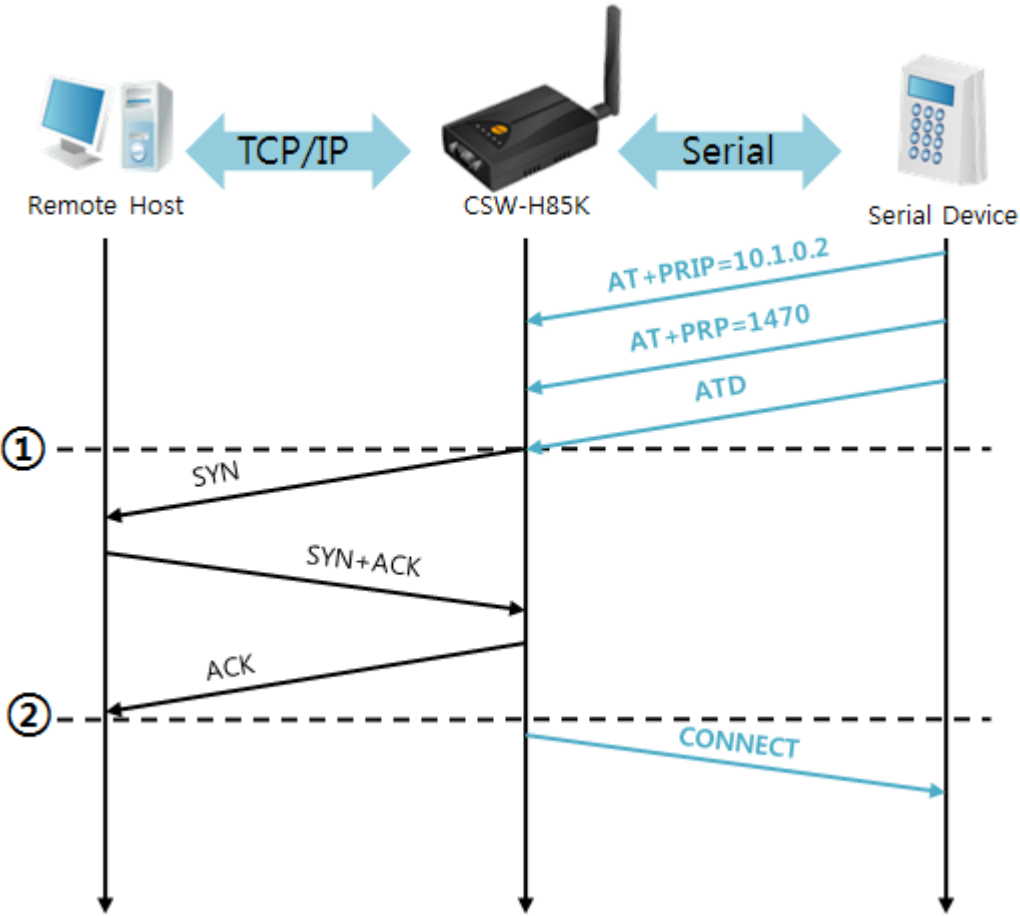 TCP/IP
Serial
Remote Host
CSW-H85K
Serial Device
AT+PRIP=10.1.0.2
AT+PRP=1470
ATD
①
SYN
SYN+ACK
ACK
②
CONNECT